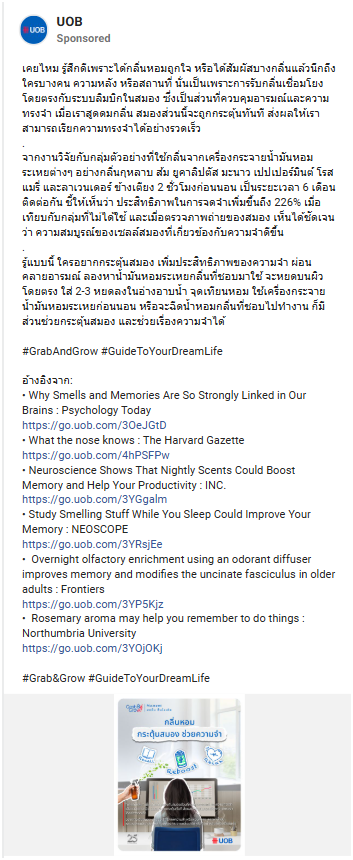 UOB
Sponsored
เคยไหม รู้สึกดีเพราะได้กลิ่นหอมถูกใจ หรือได้สัมผัสบางกลิ่นแล้วนึกถึง
ใครบางคน ความหลัง หรือสถานที่ นั่นเป็นเพราะการรับกลิ่นเชื่อมโยง
โดยตรงกับระบบลิมบิกในสมอง ซึ่งเป็นส่วนที่ควบคุมอารมณ์และความ
ทรงจำ เมื่อเราสูดดมกลิ่น สมองส่วนนี้จะถูกกระตุ้นทันที ส่งผลให้เรา
สามารถเรียกความทรงจำได้อย่างรวดเร็ว
.
จากงานวิจัยกับกลุ่มตัวอย่างที่ใช้กลิ่นจากเครื่องกระจายน้ำมันหอม
ระเหยต่างๆ อย่างกลิ่นกุหลาบ ส้ม ยูคาลิปตัส มะนาว เปปเปอร์มินต์ โรส
แมรี่ และลาเวนเดอร์ ข้างเตียง 2 ชั่วโมงก่อนนอน เป็นระยะเวลา 6 เดือน
ติดต่อกัน ชี้ให้เห็นว่า ประสิทธิภาพในการจดจำเพิ่มขึ้นถึง 226% เมื่อ
เทียบกับกลุ่มที่ไม่ได้ใช้ และเมื่อตรวจภาพถ่ายของสมอง เห็นได้ชัดเจน
ว่า ความสมบูรณ์ของเซลล์สมองที่เกี่ยวข้องกับความจำดีขึ้น
.
รู้แบบนี้ ใครอยากกระตุ้นสมอง เพิ่มประสิทธิภาพของความจำ ผ่อน
คลายอารมณ์ ลองหาน้ำมันหอมระเหยกลิ่นที่ชอบมาใช้ จะหยดบนผิว
โดยตรง ใส่ 2-3 หยดลงในอ่างอาบน้ำ จุดเทียนหอม ใช้เครื่องกระจาย
น้ำมันหอมระเหยก่อนนอน หรือจะฉีดน้ำหอมกลิ่นที่ชอบไปทำงาน ก็มี
ส่วนช่วยกระตุ้นสมอง และช่วยเรื่องความจำได้
#GrabAndGrow #GuideToYourDreamLife
อ้างอิงจาก:
• Why Smells and Memories Are So Strongly Linked in Our
Brains : Psychology Today
https://go.uob.com/3OeJGtD
• What the nose knows : The Harvard Gazette
https://go.uob.com/4hPSFPw
• Neuroscience Shows That Nightly Scents Could Boost
Memory and Help Your Productivity : INC.
https://go.uob.com/3YGgalm
• Study Smelling Stuff While You Sleep Could Improve Your
Memory : NEOSCOPE
https://go.uob.com/3YRsjEe
• Overnight olfactory enrichment using an odorant diffuser
improves memory and modifies the uncinate fasciculus in older
adults : Frontiers
https://go.uob.com/3YP5Kjz
• Rosemary aroma may help you remember to do things :
Northumbria University
https://go.uob.com/3YOjOKj
#Grab&Grow #GuideToYourDreamLife
กลิ่นหอม
กระตุ้นสมอง ช่วยความจำ
Reboost
UOB